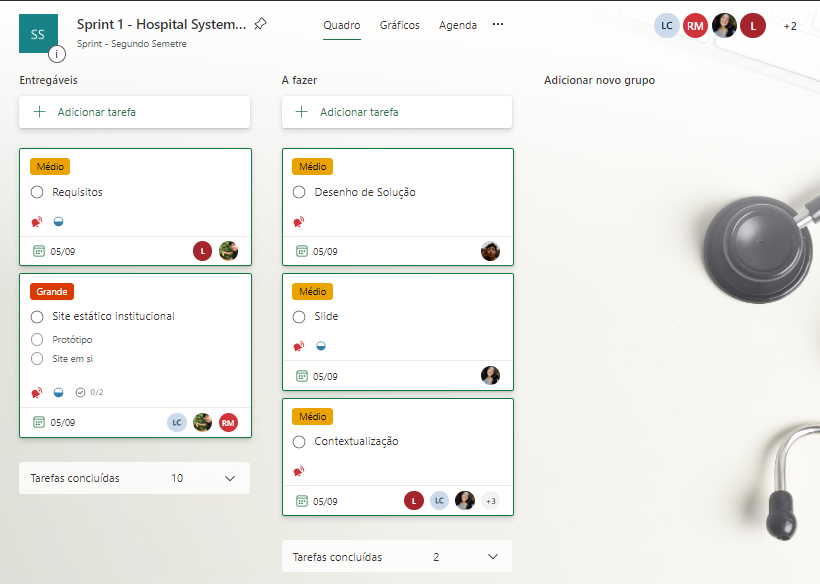 SS
Sprint 1 - Hospital System...
Sprint - Segundo Semetre
i
Quadro
Gráficos
Agenda
...
LC
RM
L
+2
Entregáveis
Adicionar tarefa
Médio
Requisitos
05/09
L
Grande
Site estático institucional
Protótipo
Site em si
0/2
05/09
LC
RM
Tarefas concluídas 10
A fazer
Adicionar tarefa
Médio
Desenho de Solução
05/09
Médio
Slide
05/09
Médio
Contextualização
05/09
L
LC
+3
Tarefas concluídas 2
Adicionar novo grupo